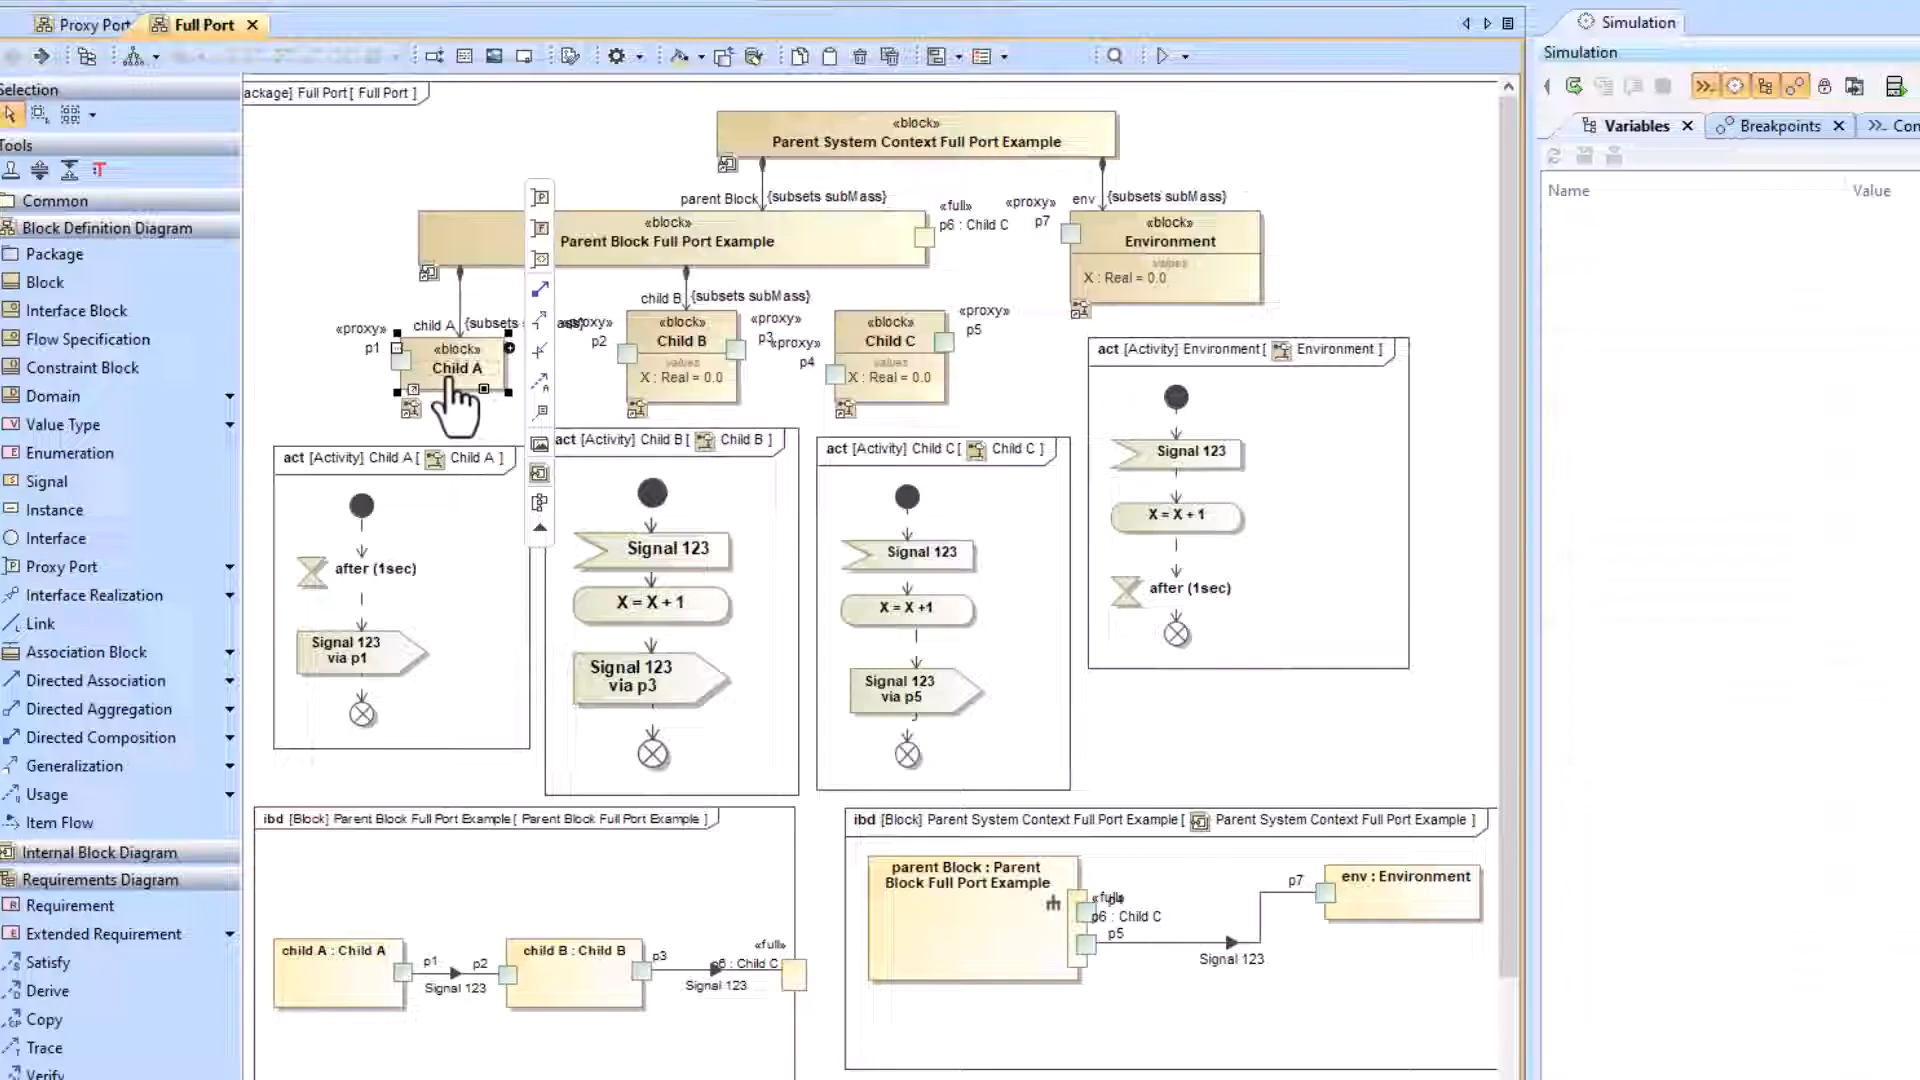 Proxy Port
Full Port
Simulation
Selection
Tools
Common
Block Definition Diagram
Package
Block
Interface Block
Flow Specification
Constraint Block
Domain
Value Type
Enumeration
Signal
Instance
Interface
Proxy Port
Interface Realization
Link
Association Block
Directed Association
Directed Aggregation
Directed Composition
Generalization
Usage
Item Flow
Internal Block Diagram
Requirements Diagram
Requirement
Extended Requirement
Satisfy
Derive
Copy
Trace
Verify
ackage] Full Port [ Full Port ]
«block»
Parent System Context Full Port Example
parent Block
{subsets subMass}
env
{subsets subMass}
«block»
Parent Block Full Port Example
«full»
p6 : Child C
«proxy»
p7
«block»
Environment
values
X : Real = 0.0
child A
{subsets
child B
{subsets subMass}
«proxy»
p1
«block»
Child A
p2
«block»
Child B
values
X : Real = 0.0
«proxy»
p3
«proxy»
p4
«block»
Child C
values
X : Real = 0.0
«proxy»
p5
act [Activity] Child A [ Child A ]
after (1sec)
Signal 123
via p1
act [Activity] Child B [ Child B ]
Signal 123
X = X + 1
Signal 123
via p3
act [Activity] Child C [ Child C ]
Signal 123
X = X +1
Signal 123
via p5
act [Activity] Environment [ Environment ]
Signal 123
X = X + 1
after (1sec)
ibd [Block] Parent Block Full Port Example [ Parent Block Full Port Example ]
child A : Child A
p1
p2
Signal 123
child B : Child B
p3
Signal 123
«full»
p6 : Child C
ibd [Block] Parent System Context Full Port Example [ Parent System Context Full Port Example ]
parent Block : Parent
Block Full Port Example
«full»
p6 : Child C
p5
Signal 123
p7
env : Environment
Simulation
Variables
Breakpoints
Con
Name
Value